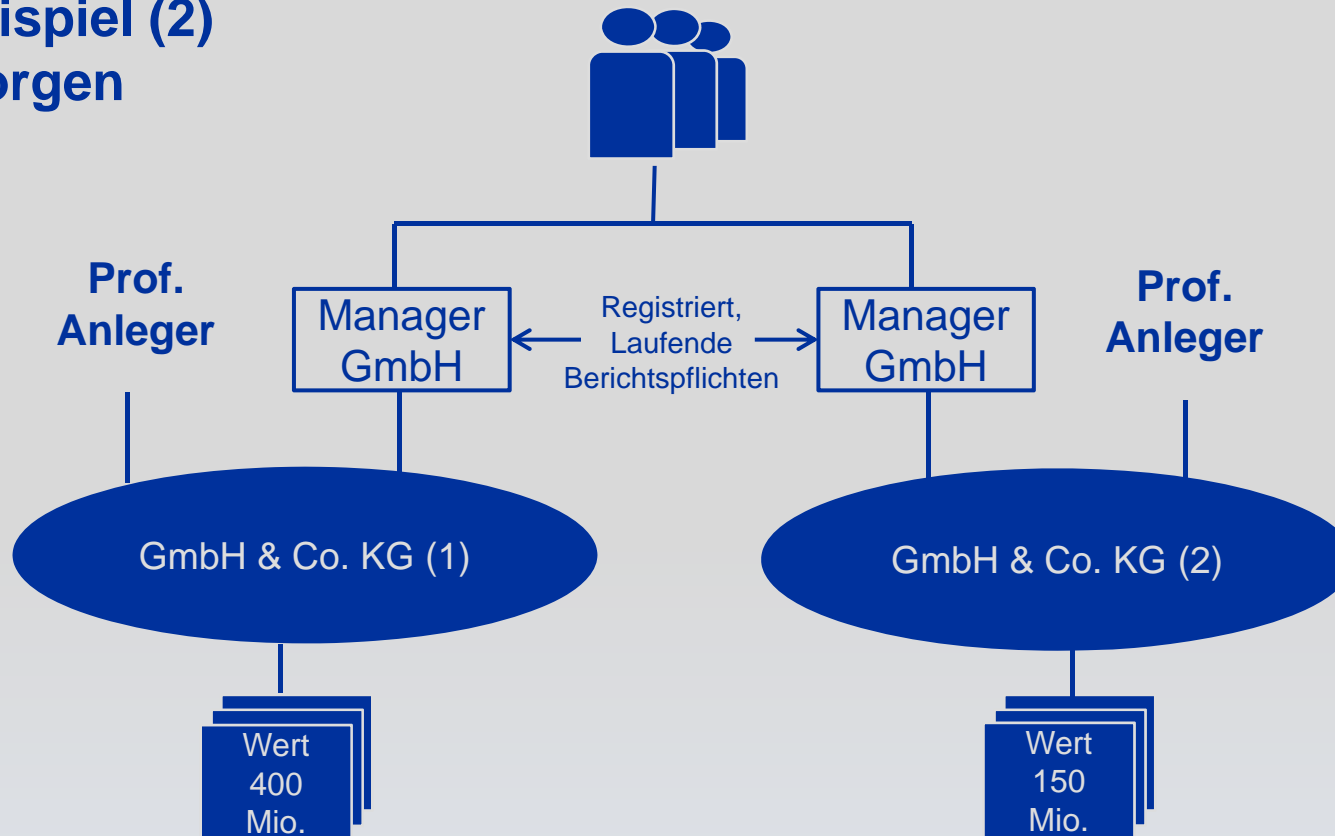 ispiel (2)
orgen
Prof.
Anleger
Manager
GmbH
Registriert,
Laufende
Berichtspflichten
Manager
GmbH
Prof.
Anleger
GmbH & Co. KG (1)
GmbH & Co. KG (2)
Wert
400
Mio.
Wert
150
Mio.